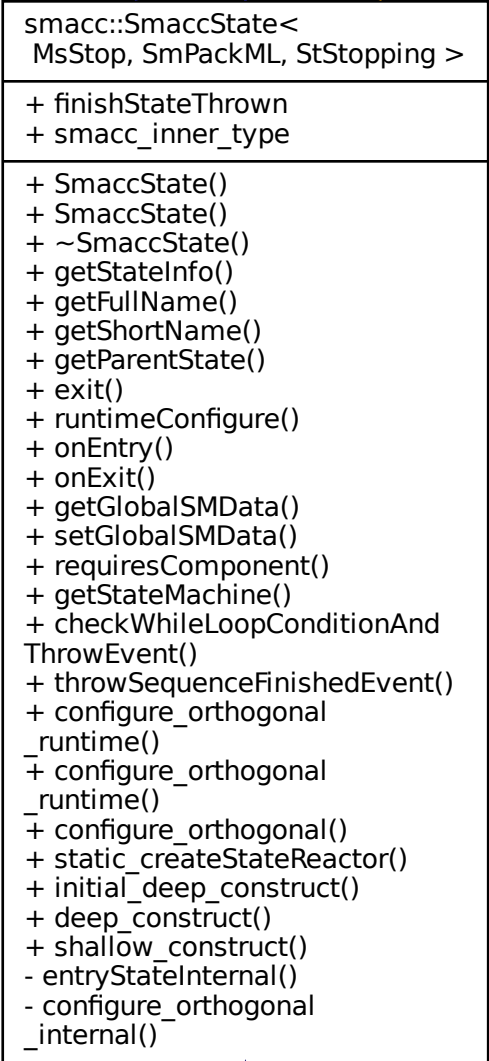 smacc::SmaccState<
MsStop, SmPackML, StStopping >
+ finishStateThrown
+ smacc_inner_type
+ SmaccState()
+ SmaccState()
+ ~SmaccState()
+ getStateInfo()
+ getFullName()
+ getShortName()
+ getParentState()
+ exit()
+ runtimeConfigure()
+ onEntry()
+ onExit()
+ getGlobalSMData()
+ setGlobalSMData()
+ requiresComponent()
+ getStateMachine()
+ checkWhileLoopConditionAnd
ThrowEvent()
+ throwSequenceFinishedEvent()
+ configure_orthogonal
_runtime()
+ configure_orthogonal
_runtime()
+ configure_orthogonal()
+ static_createStateReactor()
+ initial_deep_construct()
+ deep_construct()
+ shallow_construct()
- entryStateInternal()
- configure_orthogonal
_internal()